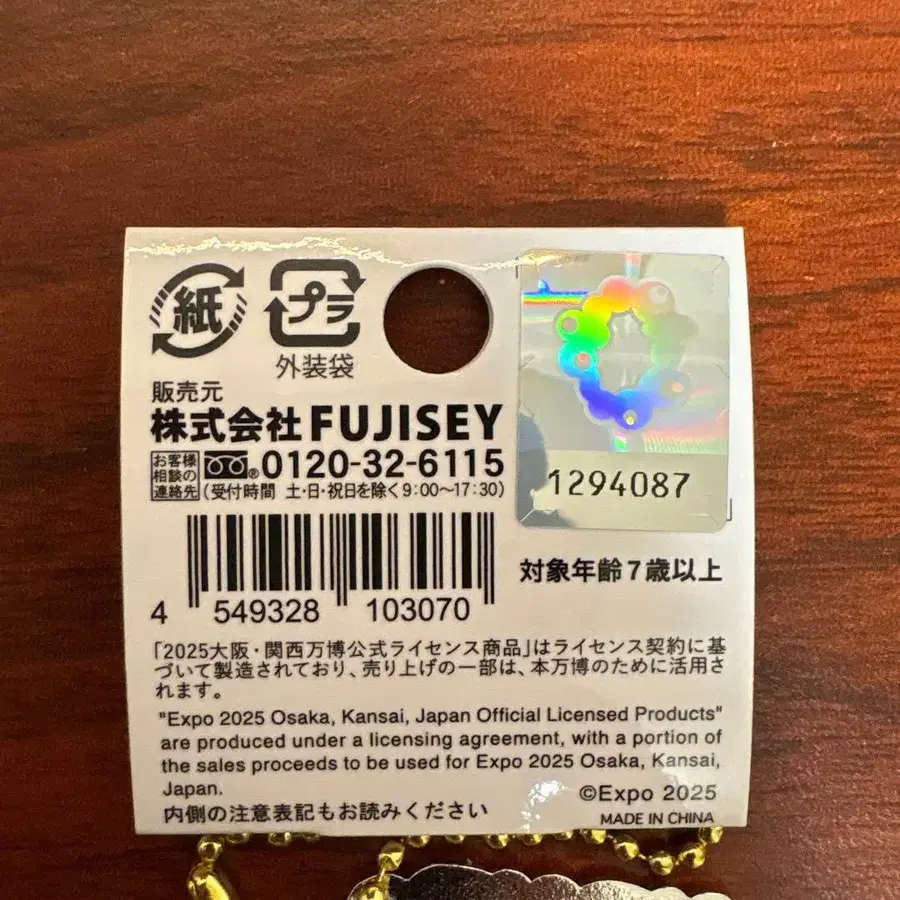 紙
プラ
外装袋
販売元
株式会社FUJISEY
お客様
相談の
連絡先
® 0120-32-6115
(受付時間 土・日・祝日を除く9:00〜17:30)
1294087
対象年齢7歳以上
4 549328 103070
「2025大阪・関西万博公式ライセンス商品」はライセンス契約に基
づいて製造されており、売り上げの一部は、本万博のために活用さ
れます。
"Expo 2025 Osaka, Kansai, Japan Official Licensed Products"
are produced under a licensing agreement, with a portion of
the sales proceeds to be used for Expo 2025 Osaka, Kansai,
Japan.
内側の注意表記もお読みください
©Expo 2025
MADE IN CHINA